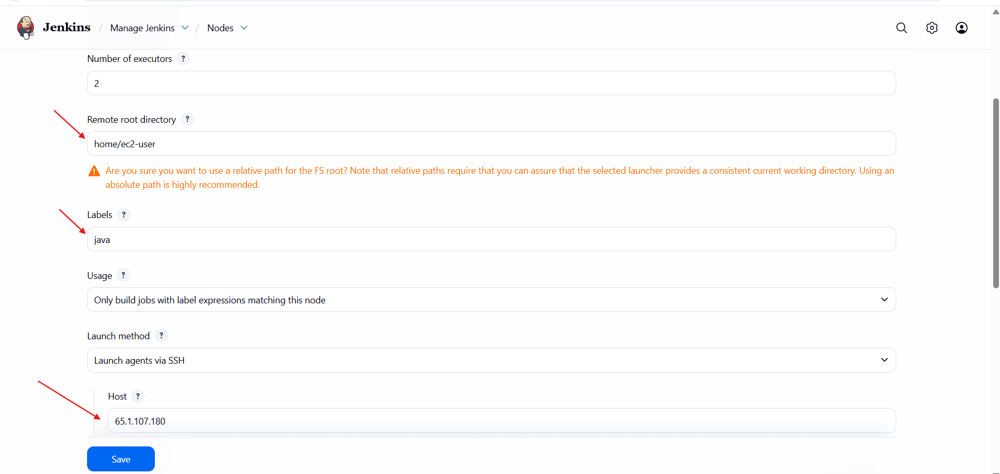 Jenkins / Manage Jenkins / Nodes
Number of executors ?
2
Remote root directory ?
home/ec2-user
Are you sure you want to use a relative path for the FS root? Note that relative paths require that you can assure that the selected launcher provides a consistent current working directory. Using an
absolute path is highly recommended.
Labels ?
java
Usage ?
Only build jobs with label expressions matching this node
Launch method ?
Launch agents via SSH
Host ?
65.1.107.180
Save